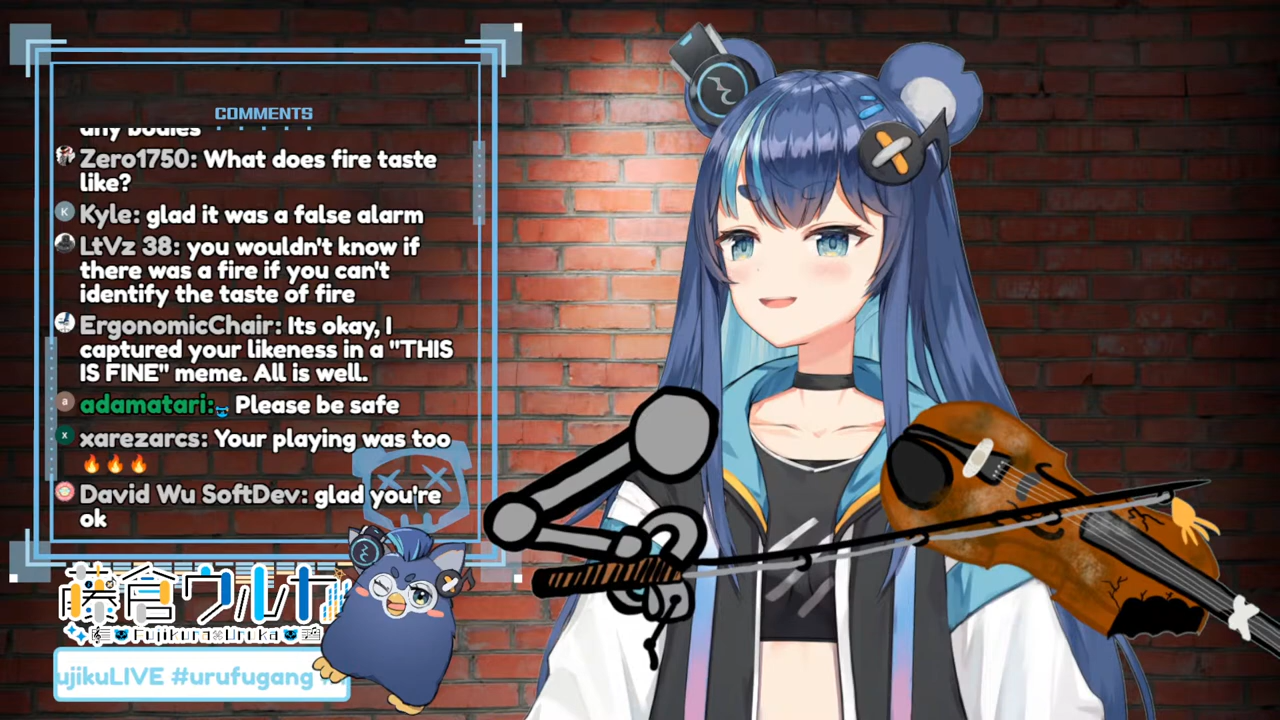 COMMENTS
any bodies
Zero1750: What does fire taste
like?
K Kyle: glad it was a false alarm
LtVz 38: you wouldn't know if
there was a fire if you can't
identify the taste of fire
ErgonomicChair: Its okay, I
captured your likeness in a "THIS
IS FINE" meme. All is well.
a adamatari: Please be safe
x xarezarcs: Your playing was too
🔥🔥🔥
David Wu SoftDev: glad you're
ok
藤倉ウルカ
Fujikura Uruka
ujikuLIVE #urufugang